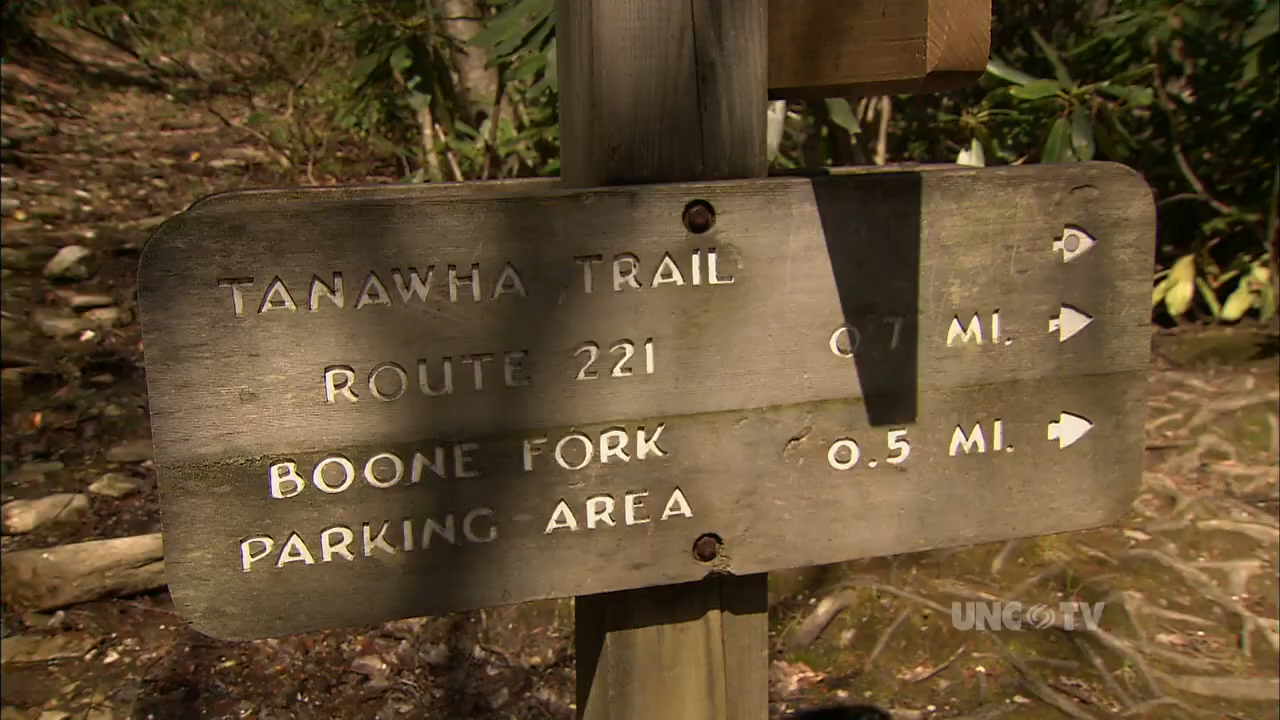 TANAWHA TRAIL
ROUTE 221 0.7 MI.
BOONE FORK 0.5 MI.
PARKING AREA
UNC TV